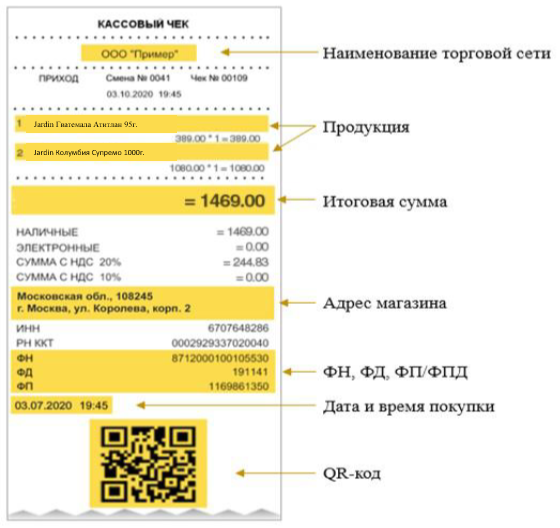 КАССОВЫЙ ЧЕК
ООО "Пример"
Наименование торговой сети
ПРИХОД Смена № 0041 Чек № 00109
03.10.2020 19:45
1 Jardin Гватемала Атитлан 95г.
389.00 * 1 = 389.00
Продукция
2 Jardin Колумбия Супремо 1000г.
1080.00 * 1 = 1080.00
= 1469.00
Итоговая сумма
НАЛИЧНЫЕ = 1469.00
ЭЛЕКТРОННЫЕ = 0.00
СУММА С НДС 20% = 244.83
СУММА С НДС 10% = 0.00
Московская обл., 108245
г. Москва, ул. Королева, корп. 2
Адрес магазина
ИНН 6707648286
РН ККТ 0002929337020040
ФН 8712000100105530
ФД 191141
ФП 1169861350
ФН, ФД, ФП/ФПД
03.07.2020 19:45
Дата и время покупки
QR-код